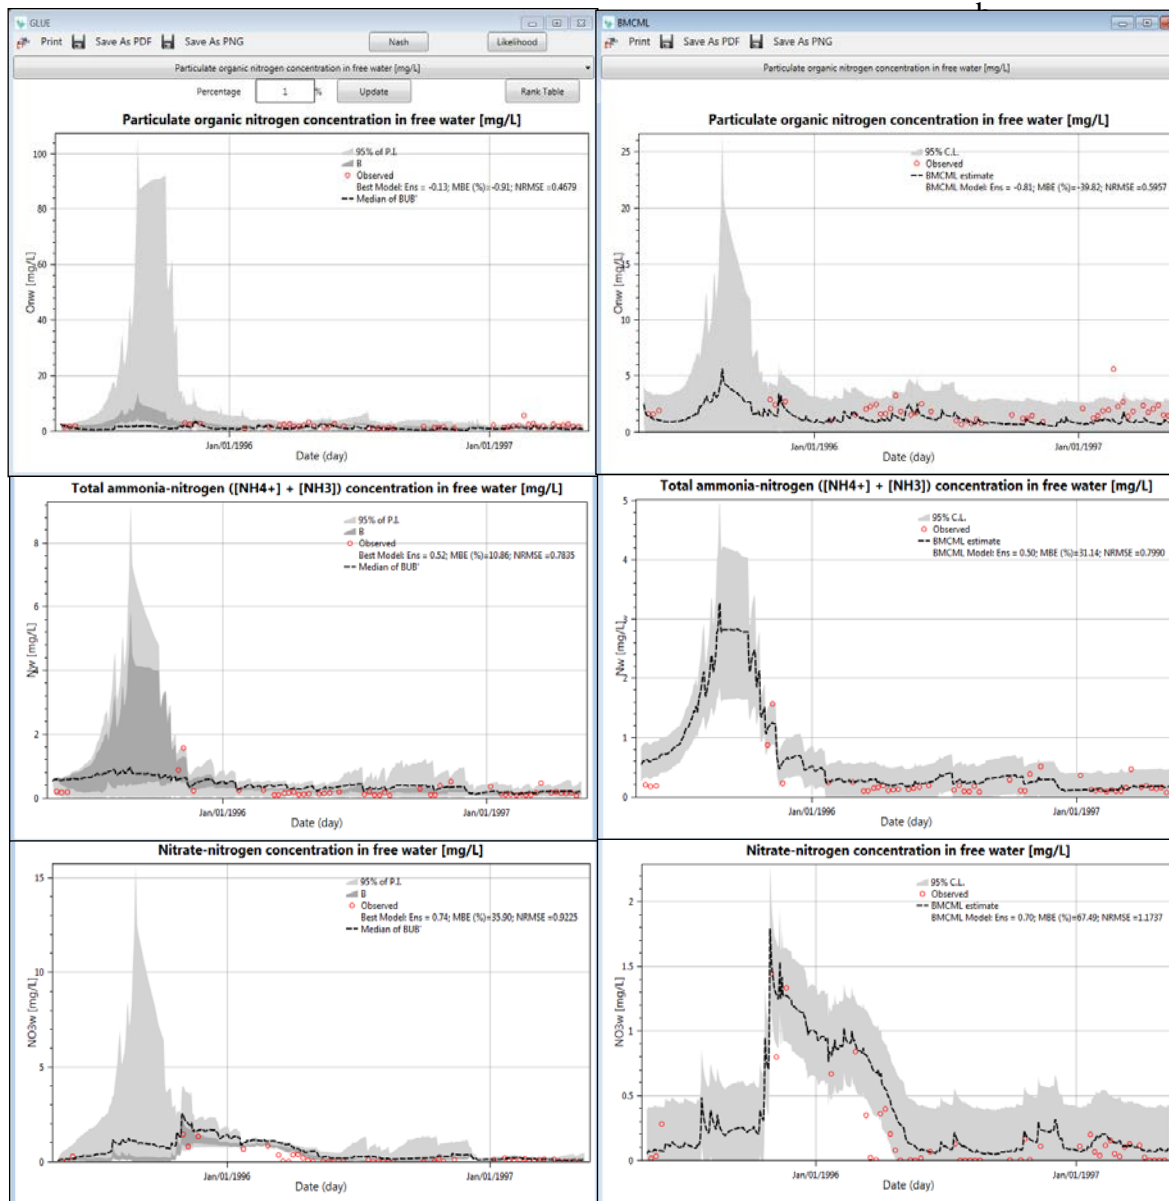 b
GLUE
Print Save As PDF Save As PNG Nash Likelihood
Particulate organic nitrogen concentration in free water [mg/L]
Percentage 1 % Update Rank Table
Particulate organic nitrogen concentration in free water [mg/L]
95% of P.I.
B
Observed
Best Model: Ens = -0.13; MBE (%)=-0.91; NRMSE =0.4679
Median of BUB'
Onw [mg/L]
100
80
60
40
20
0
Jan/01/1996 Jan/01/1997
Date (day)
BMCML
Print Save As PDF Save As PNG
Particulate organic nitrogen concentration in free water [mg/L]
Particulate organic nitrogen concentration in free water [mg/L]
95% C.L.
Observed
BMCML estimate
BMCML Model: Ens = -0.81; MBE (%)=-39.82; NRMSE =0.5957
Onw [mg/L]
25
20
15
10
5
0
Jan/01/1996 Jan/01/1997
Date (day)
Total ammonia-nitrogen ([NH4+] + [NH3]) concentration in free water [mg/L]
95% of P.I.
B
Observed
Best Model: Ens = 0.52; MBE (%)=10.86; NRMSE =0.7835
Median of BUB'
Nw [mg/L]
8
6
4
2
0
Jan/01/1996 Jan/01/1997
Date (day)
Total ammonia-nitrogen ([NH4+] + [NH3]) concentration in free water [mg/L]
95% C.L.
Observed
BMCML estimate
BMCML Model: Ens = 0.50; MBE (%)=31.14; NRMSE =0.7990
Nw [mg/L]
5
4
3
2
1
0
Jan/01/1996 Jan/01/1997
Date (day)
Nitrate-nitrogen concentration in free water [mg/L]
95% of P.I.
B
Observed
Best Model: Ens = 0.74; MBE (%)=35.90; NRMSE =0.9225
Median of BUB'
NO3w [mg/L]
15
10
5
0
Jan/01/1996 Jan/01/1997
Date (day)
Nitrate-nitrogen concentration in free water [mg/L]
95% C.L.
Observed
BMCML estimate
BMCML Model: Ens = 0.70; MBE (%)=67.49; NRMSE =1.1737
NO3w [mg/L]
2
1.5
1
0.5
0
Jan/01/1996 Jan/01/1997
Date (day)